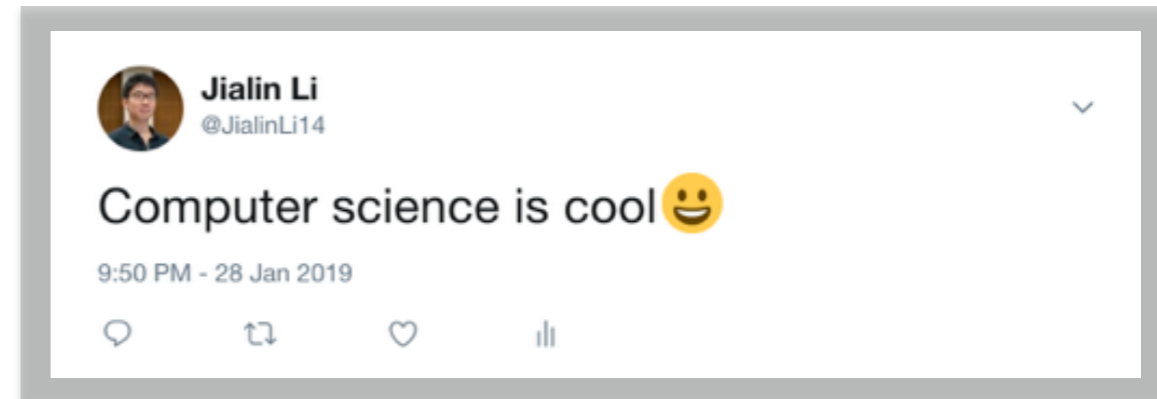 Jialin Li
@JialinLi14
Computer science is cool😀
9:50 PM - 28 Jan 2019